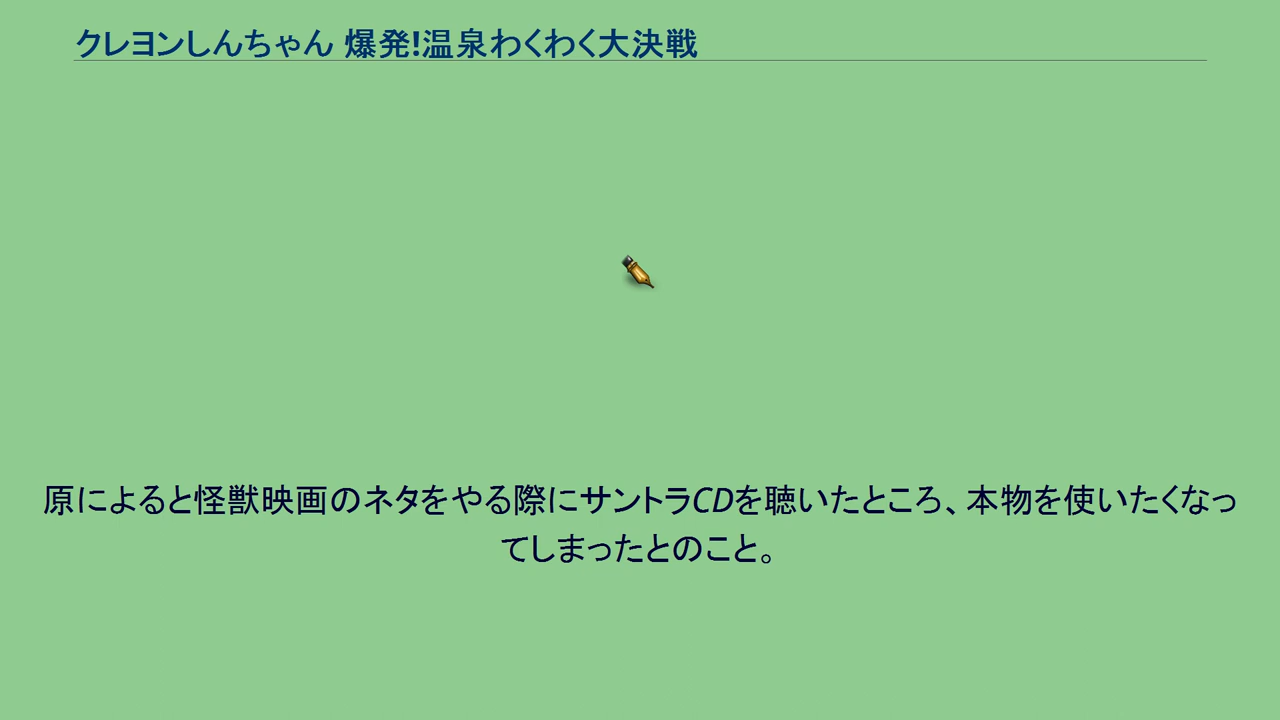 クレヨンしんちゃん 爆発!温泉わくわく大決戦
原によると怪獣映画のネタをやる際にサントラCDを聴いたところ、本物を使いたくなっ
てしまったとのこと。